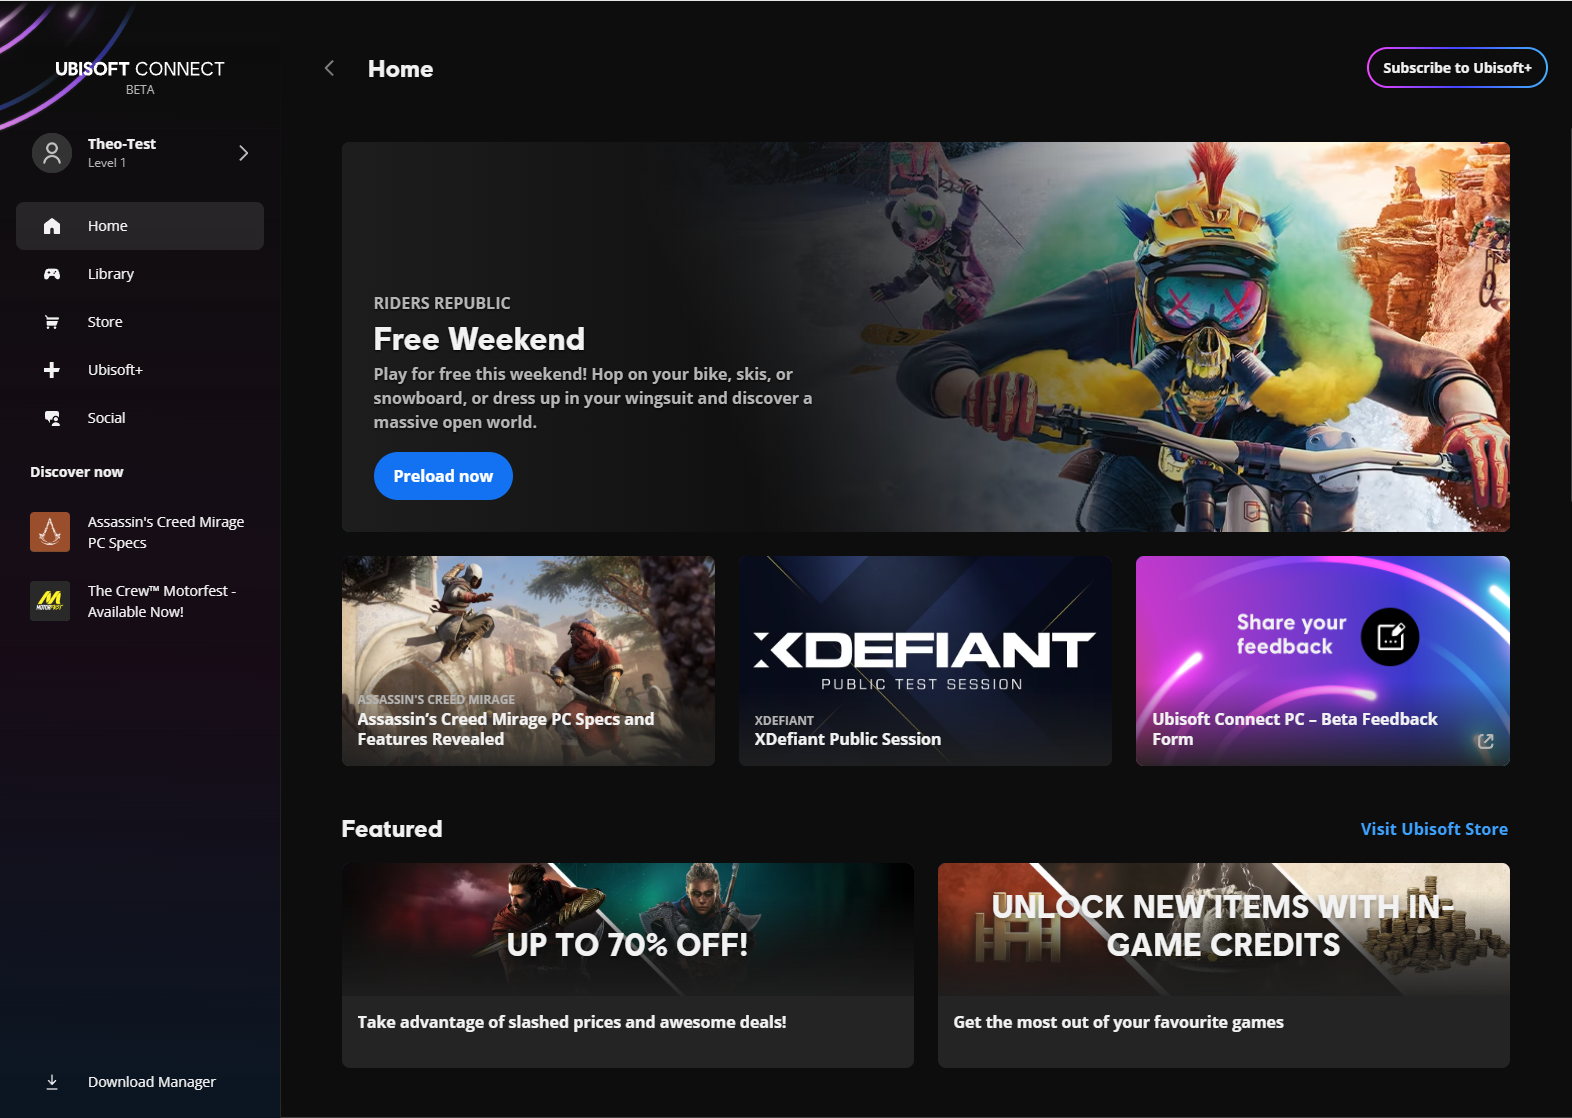 UBISOFT CONNECT
BETA
Theo-Test
Level 1
Home
Library
Store
Ubisoft+
Social
Discover now
Assassin's Creed Mirage
PC Specs
MOTORFEST
The Crew™ Motorfest -
Available Now!
Download Manager
Home
Subscribe to Ubisoft+
RIDERS REPUBLIC
Free Weekend
Play for free this weekend! Hop on your bike, skis, or
snowboard, or dress up in your wingsuit and discover a
massive open world.
Preload now
ASSASSIN'S CREED MIRAGE
Assassin’s Creed Mirage PC Specs and
Features Revealed
XDEFIANT
PUBLIC TEST SESSION
XDEFIANT
XDefiant Public Session
Share your
feedback
Ubisoft Connect PC – Beta Feedback
Form
Featured
Visit Ubisoft Store
UP TO 70% OFF!
Take advantage of slashed prices and awesome deals!
UNLOCK NEW ITEMS WITH IN-
GAME CREDITS
Get the most out of your favourite games